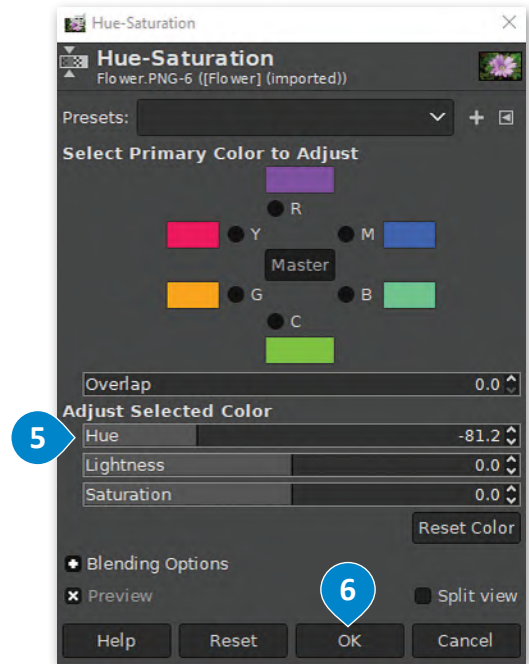 Hue-Saturation
Hue-Saturation
Flower.PNG-6 ([Flower] (imported))
Presets:
Select Primary Color to Adjust
R
Y M
Master
G B
C
Overlap 0.0
Adjust Selected Color
5 Hue -81.2
Lightness 0.0
Saturation 0.0
Reset Color
Blending Options
6
Preview Split view
Help Reset OK Cancel